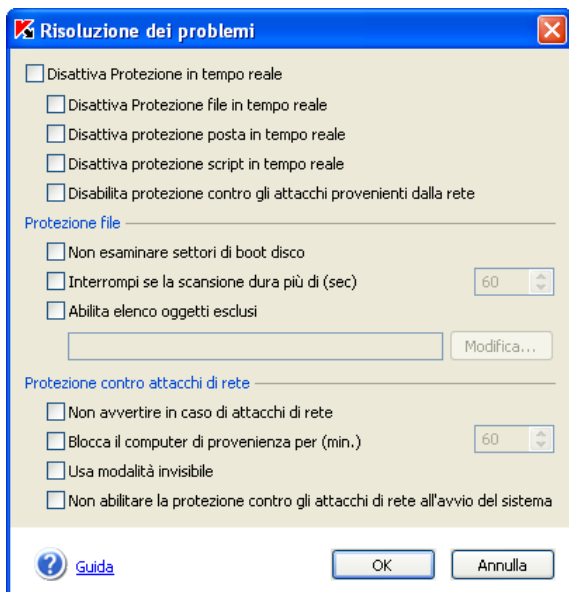 Risoluzione dei problemi
Disattiva Protezione in tempo reale
Disattiva Protezione file in tempo reale
Disattiva protezione posta in tempo reale
Disattiva protezione script in tempo reale
Disabilita protezione contro gli attacchi provenienti dalla rete
Protezione file
Non esaminare settori di boot disco
Interrompi se la scansione dura più di (sec) 60
Abilita elenco oggetti esclusi
Modifica...
Protezione contro attacchi di rete
Non avvertire in caso di attacchi di rete
Blocca il computer di provenienza per (min.) 60
Usa modalità invisibile
Non abilitare la protezione contro gli attacchi di rete all'avvio del sistema
Guida OK Annulla